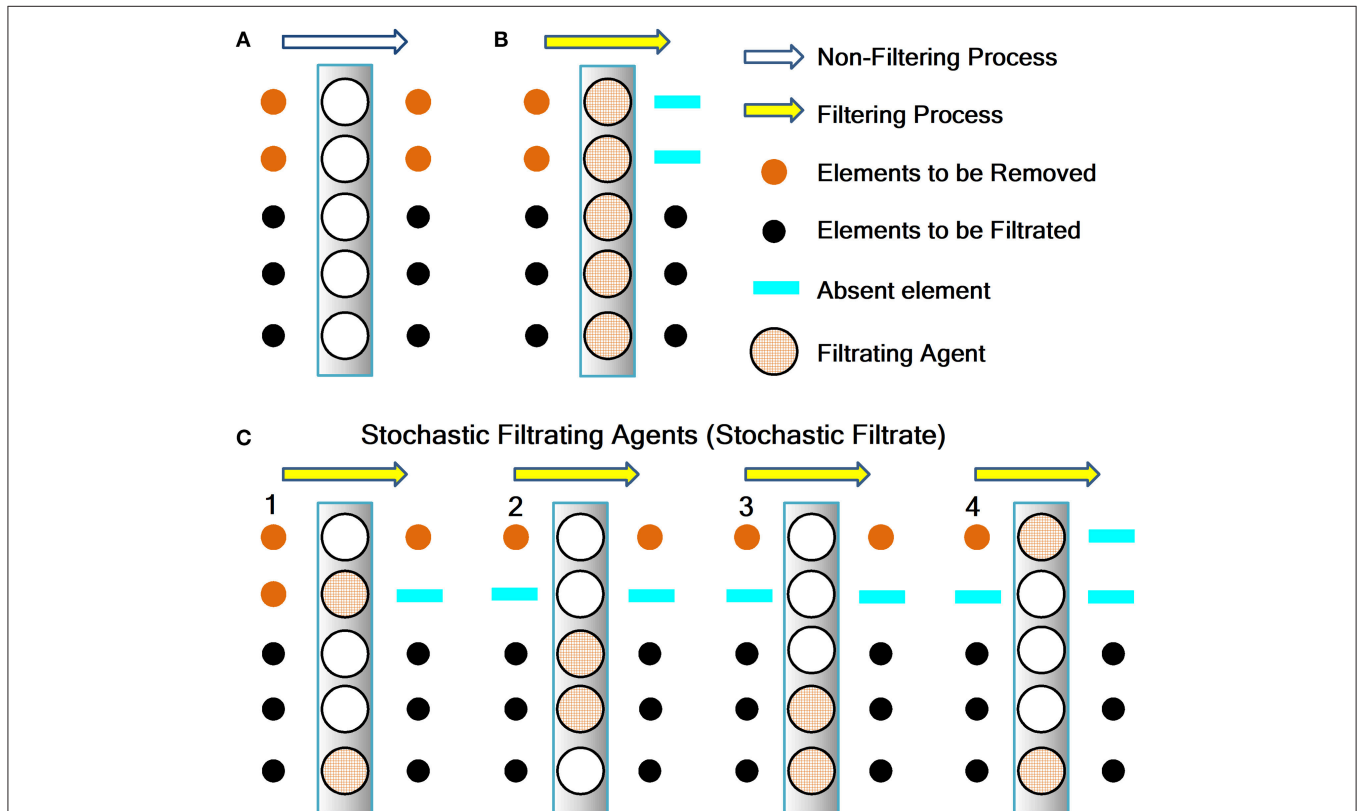 A
B
Non-Filtering Process
Filtering Process
Elements to be Removed
Elements to be Filtrated
Absent element
Filtrating Agent
C
Stochastic Filtrating Agents (Stochastic Filtrate)
1
2
3
4